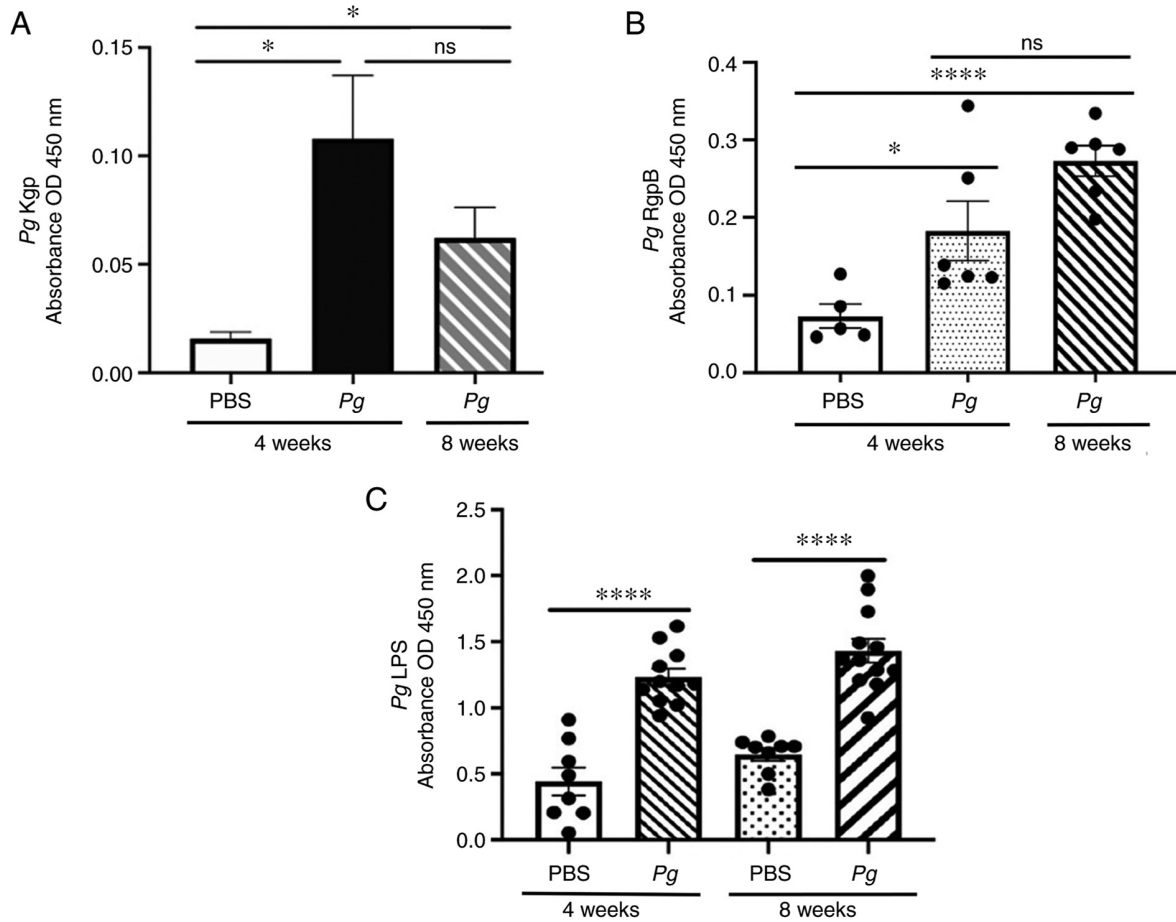 A
Pg Kgp
Absorbance OD 450 nm
0.15
0.10
0.05
0.00
*
*
ns
PBS
Pg
Pg
4 weeks
8 weeks
B
Pg RgpB
Absorbance OD 450 nm
0.4
0.3
0.2
0.1
0.0
ns
****
*
PBS
Pg
Pg
4 weeks
8 weeks
C
Pg LPS
Absorbance OD 450 nm
2.5
2.0
1.5
1.0
0.5
0.0
****
****
PBS
Pg
PBS
Pg
4 weeks
8 weeks